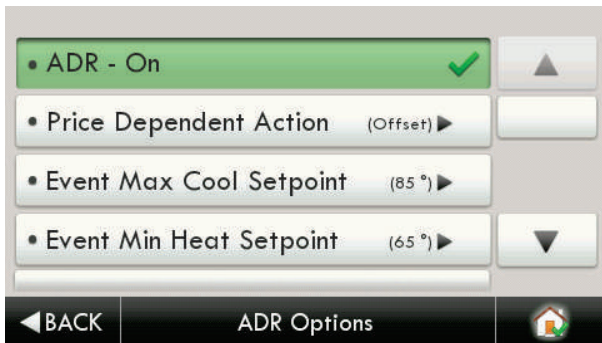 • ADR - On
• Price Dependent Action (Offset)
• Event Max Cool Setpoint (85 °)
• Event Min Heat Setpoint (65 °)
BACK ADR Options